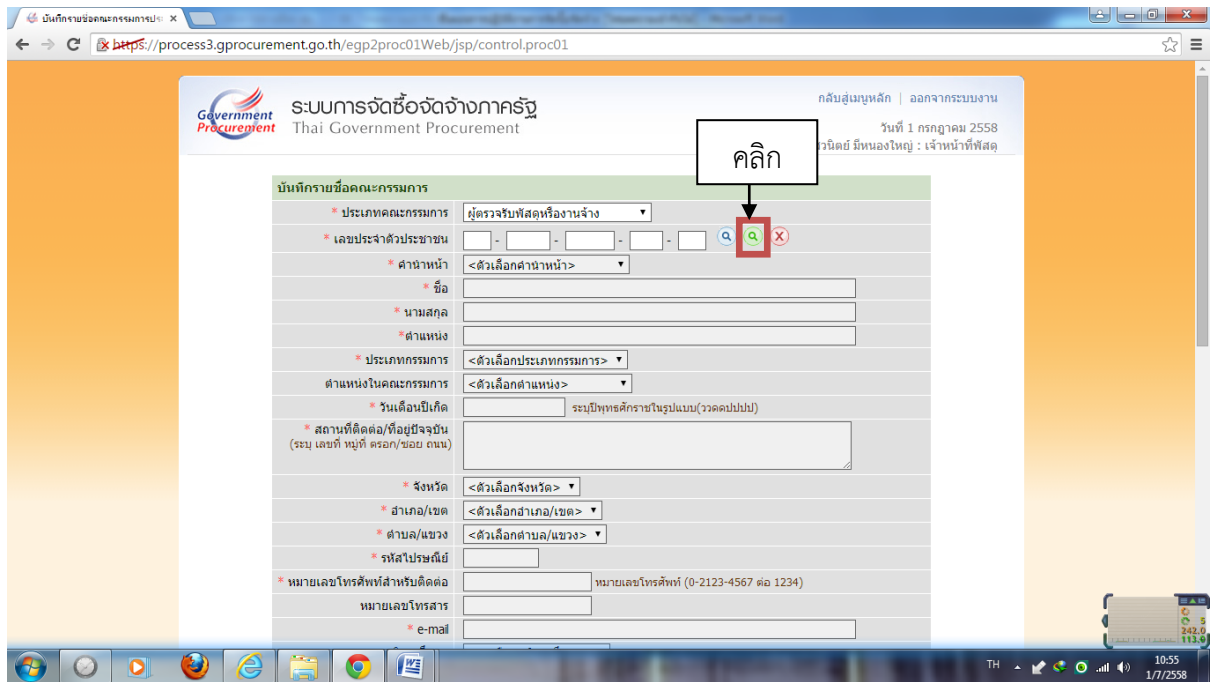 บันทึกรายชื่อคณะกรรมการประ
https://process3.gprocurement.go.th/egp2proc01Web/jsp/control.proc01
Government Procurement
ระบบการจัดซื้อจัดจ้างภาครัฐ
Thai Government Procurement
กลับสู่เมนูหลัก | ออกจากระบบงาน
วันที่ 1 กรกฎาคม 2558
มีหนองใหญ่ : เจ้าหน้าที่พัสดุ
คลิก
บันทึกรายชื่อคณะกรรมการ
* ประเภทคณะกรรมการ ผู้ตรวจรับพัสดุหรืองานจ้าง
* เลขประจำตัวประชาชน - - - -
* คำนำหน้า <ตัวเลือกคำนำหน้า>
* ชื่อ
* นามสกุล
*ตำแหน่ง
* ประเภทกรรมการ <ตัวเลือกประเภทกรรมการ>
ตำแหน่งในคณะกรรมการ <ตัวเลือกตำแหน่ง>
* วันเดือนปีเกิด ระบุปีพุทธศักราชในรูปแบบ(ววดดปปปป)
* สถานที่ติดต่อ/ที่อยู่ปัจจุบัน
(ระบุ เลขที่ หมู่ที่ ตรอก/ซอย ถนน)
* จังหวัด <ตัวเลือกจังหวัด>
* อำเภอ/เขต <ตัวเลือกอำเภอ/เขต>
* ตำบล/แขวง <ตัวเลือกตำบล/แขวง>
* รหัสไปรษณีย์
* หมายเลขโทรศัพท์สำหรับติดต่อ หมายเลขโทรศัพท์ (0-2123-4567 ต่อ 1234)
หมายเลขโทรสาร
* e-mail
242.0
113.9
TH
10:55
1/7/2558